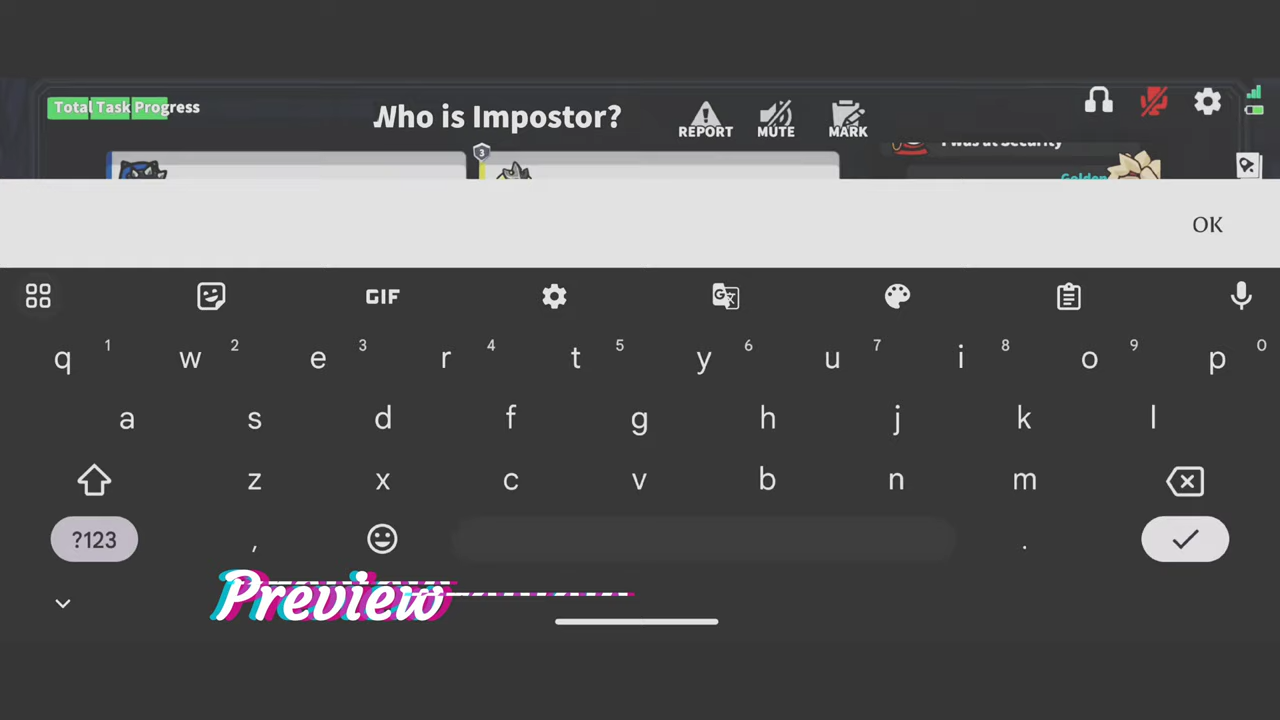 Total Task Progress
Who is Impostor?
REPORT
MUTE
MARK
I was at Security
Golden
OK
GIF
q 1 w 2 e 3 r 4 t 5 y 6 u 7 i 8 o 9 p 0
a s d f g h j k l
z x c v b n m
?123 , .
Preview